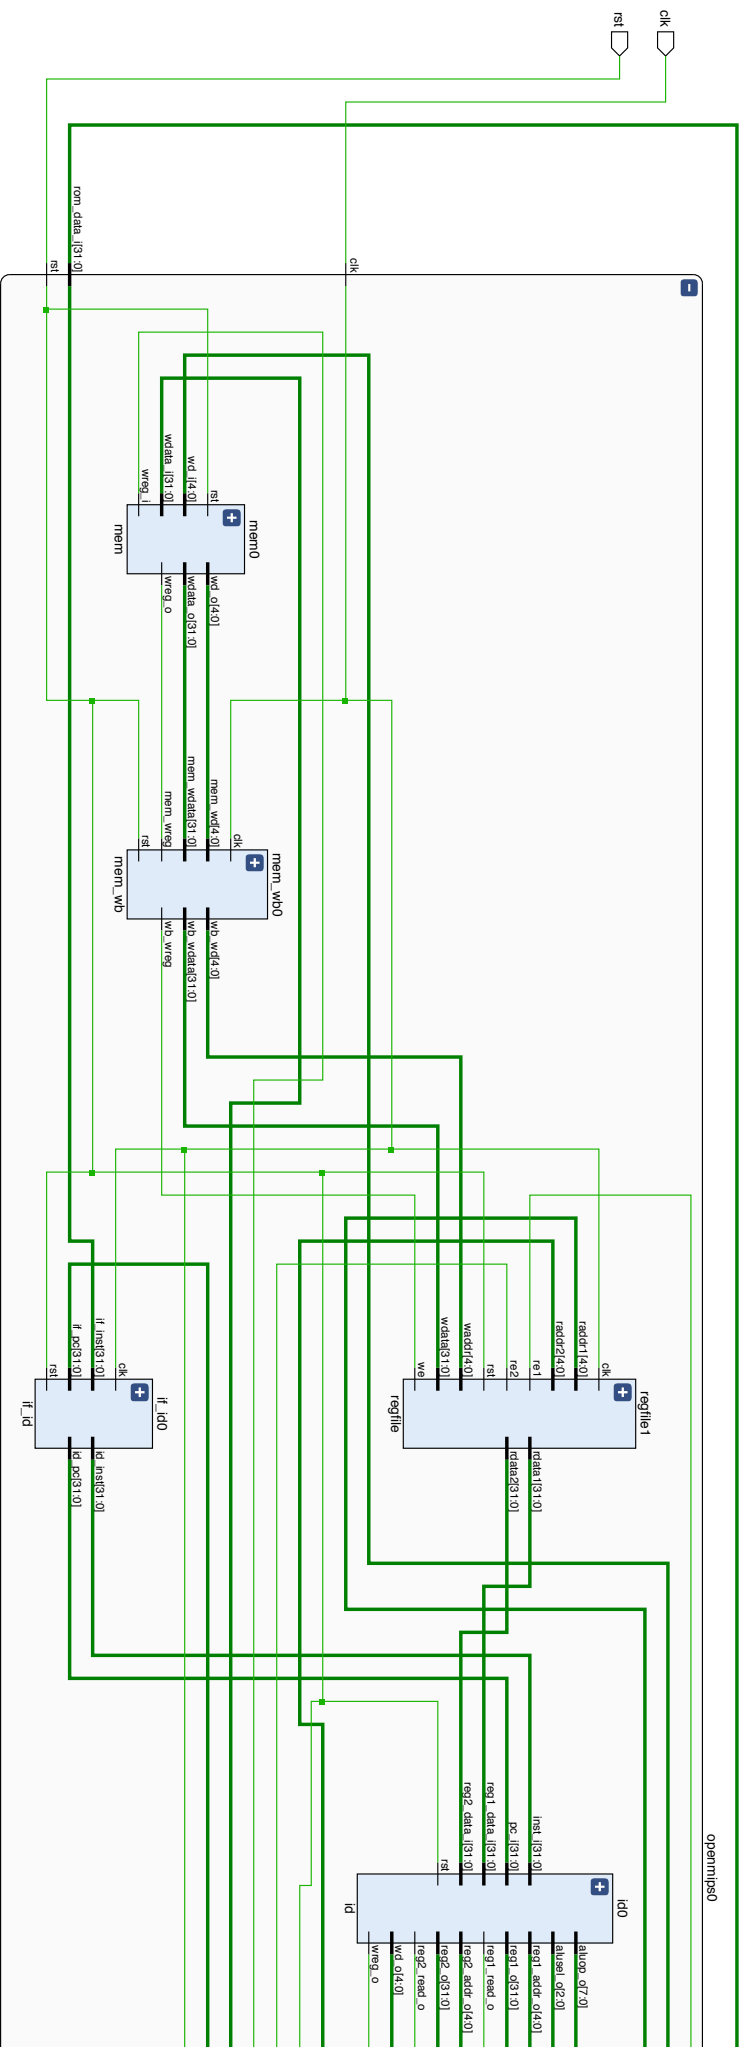 rst
clk
rom_data_i[31:0]
rst
clk
wreg_i
wdata_i[31:0]
wd_i[4:0]
rst
mem0
mem
wreg_o
wdata_o[31:0]
wd_o[4:0]
rst
mem_wreg
mem_wdata[31:0]
mem_wd[4:0]
clk
mem_wb0
mem_wb
wb_wreg
wb_wdata[31:0]
wb_wd[4:0]
rst
if_pc[31:0]
if_inst[31:0]
clk
if_id0
if_id
id_pc[31:0]
id_inst[31:0]
we
wdata[31:0]
waddr[4:0]
rst
re2
re1
raddr2[4:0]
raddr1[4:0]
clk
regfile1
regfile
rdata2[31:0]
rdata1[31:0]
openmips0
rst
reg2_data_i[31:0]
reg1_data_i[31:0]
pc_i[31:0]
inst_i[31:0]
id0
id
wreg_o
wd_o[4:0]
reg2_read_o
reg2_o[31:0]
reg2_addr_o[4:0]
reg1_read_o
reg1_o[31:0]
reg1_addr_o[4:0]
alusel_o[2:0]
aluop_o[7:0]